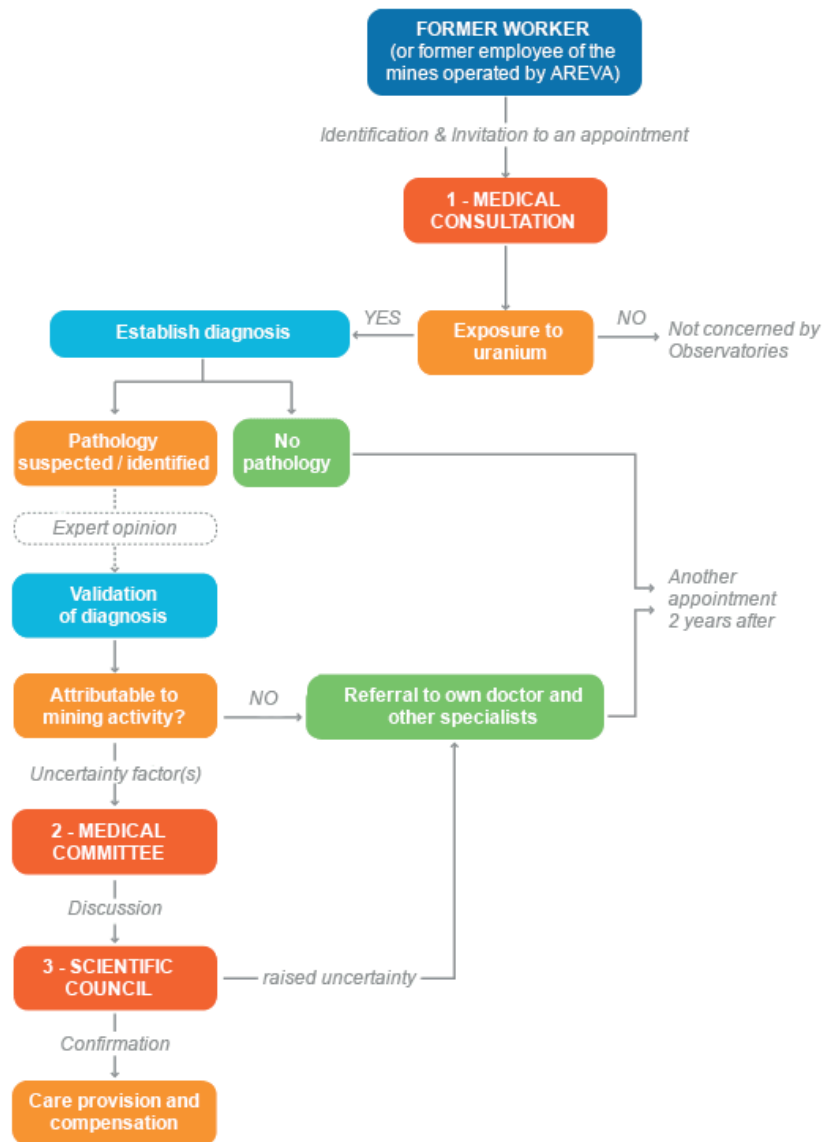 FORMER WORKER
(or former employee of the
mines operated by AREVA)
Identification & Invitation to an appointment
1 - MEDICAL
CONSULTATION
Exposure to
uranium
YES
NO
Not concerned by
Observatories
Establish diagnosis
Pathology
suspected / identified
No
pathology
Expert opinion
Validation
of diagnosis
Another
appointment
2 years after
Attributable to
mining activity?
NO
Referral to own doctor and
other specialists
Uncertainty factor(s)
2 - MEDICAL
COMMITTEE
Discussion
3 - SCIENTIFIC
COUNCIL
raised uncertainty
Confirmation
Care provision and
compensation